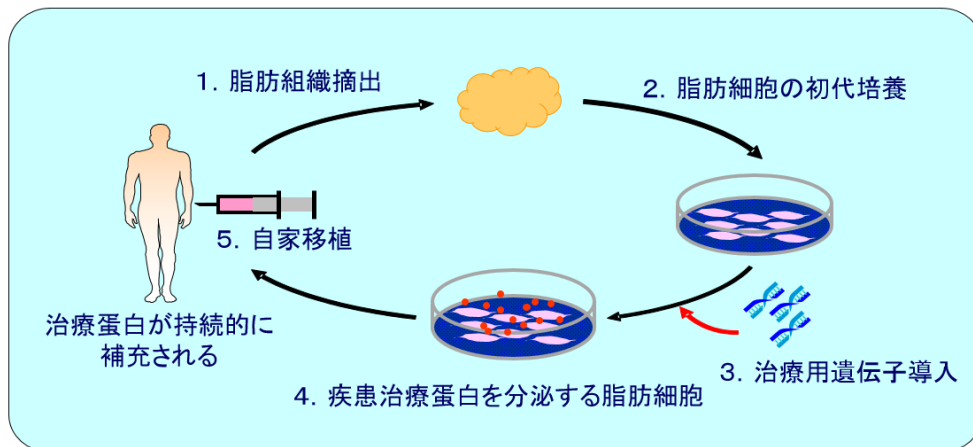 1. 脂肪組織摘出
2. 脂肪細胞の初代培養
5. 自家移植
治療蛋白が持続的に
補充される
3. 治療用遺伝子導入
4. 疾患治療蛋白を分泌する脂肪細胞